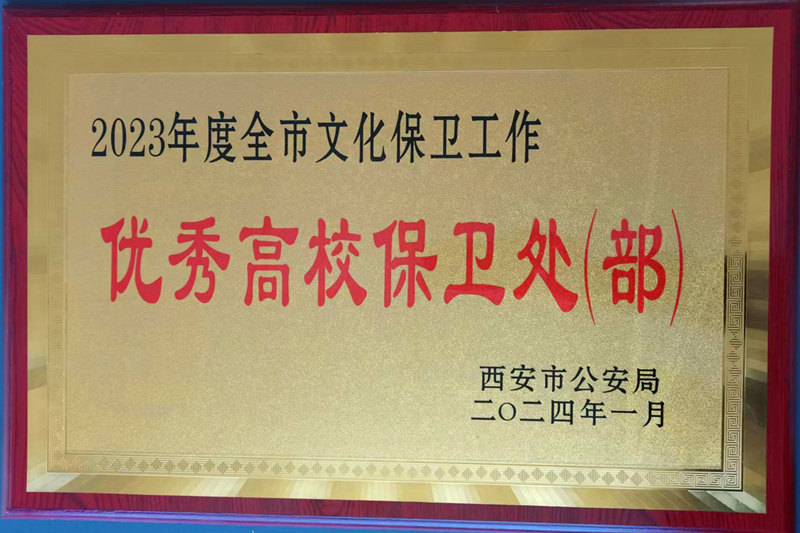 2023年度全市文化保卫工作
优秀高校保卫处(部)
西安市公安局
二〇二四年一月